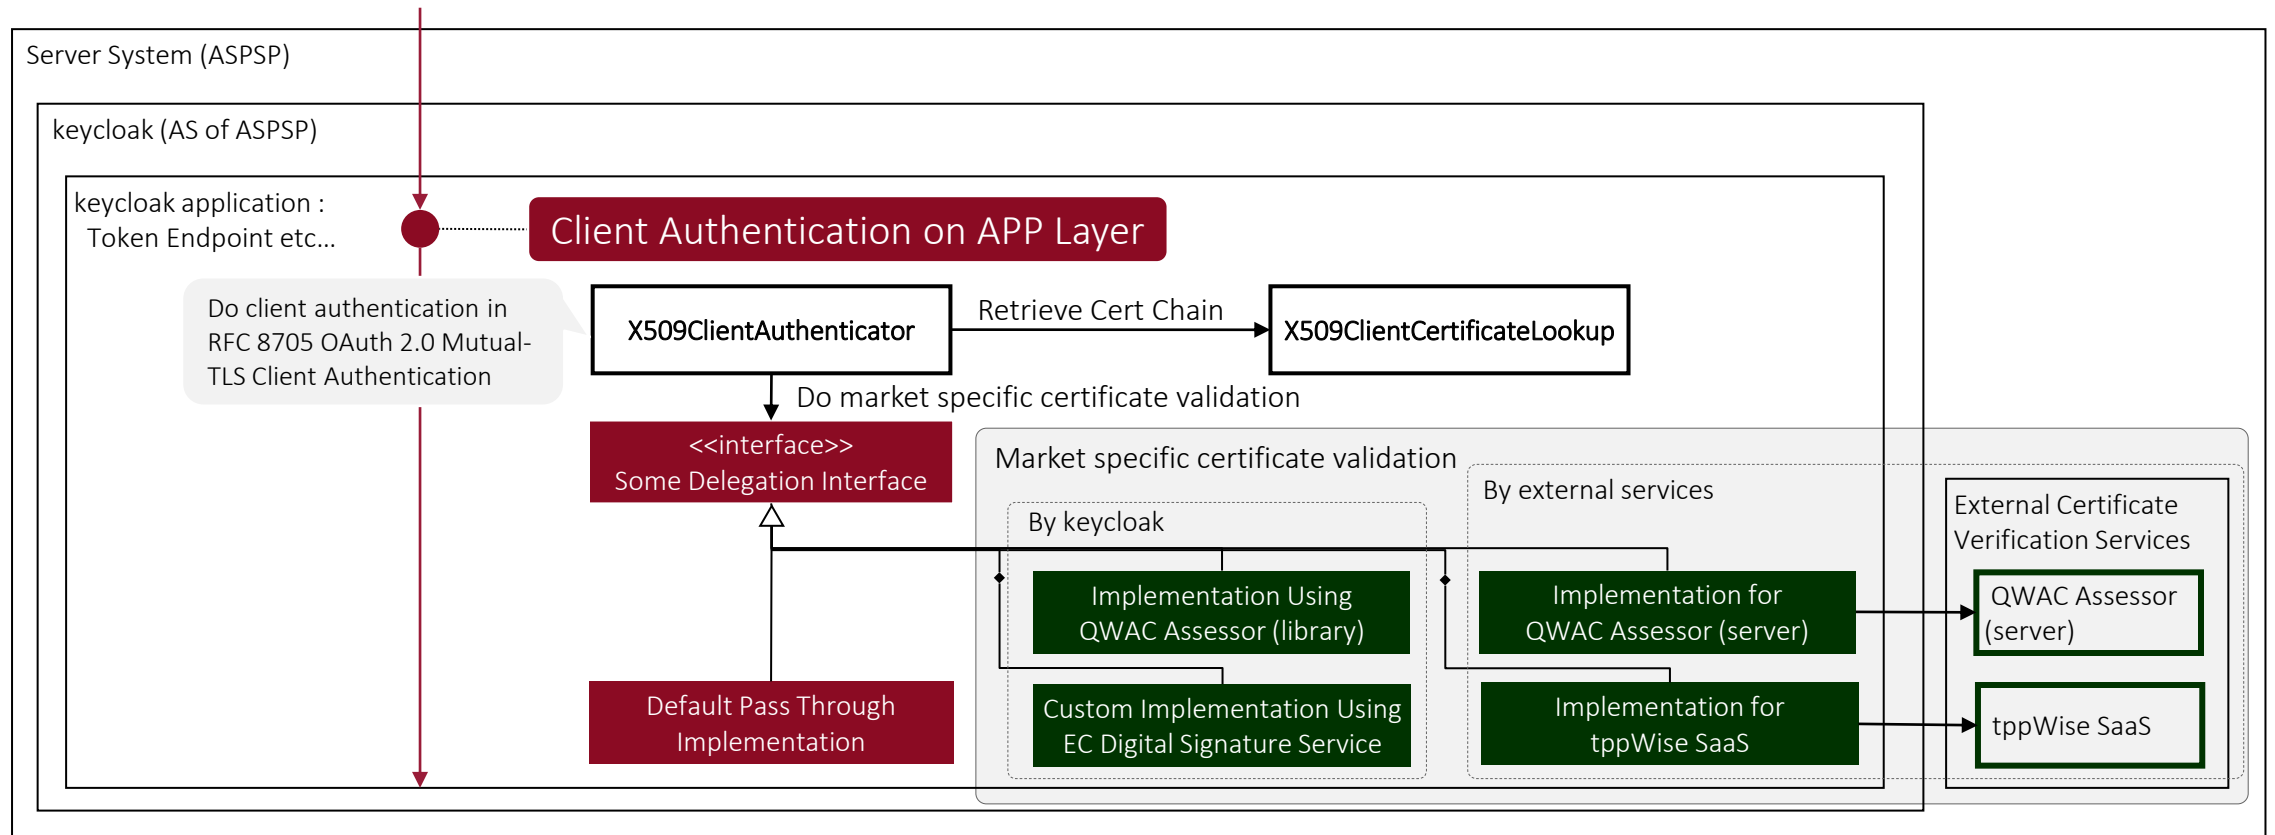 Server System (ASPSP)
keycloak (AS of ASPSP)
keycloak application :
Token Endpoint etc...
Client Authentication on APP Layer
Do client authentication in
RFC 8705 OAuth 2.0 Mutual-
TLS Client Authentication
X509ClientAuthenticator
Retrieve Cert Chain
X509ClientCertificateLookup
Do market specific certificate validation
<<interface>>
Some Delegation Interface
Market specific certificate validation
By keycloak
By external services
External Certificate
Verification Services
Implementation Using
QWAC Assessor (library)
Implementation for
QWAC Assessor (server)
QWAC Assessor
(server)
Default Pass Through
Implementation
Custom Implementation Using
EC Digital Signature Service
Implementation for
tppWise SaaS
tppWise SaaS